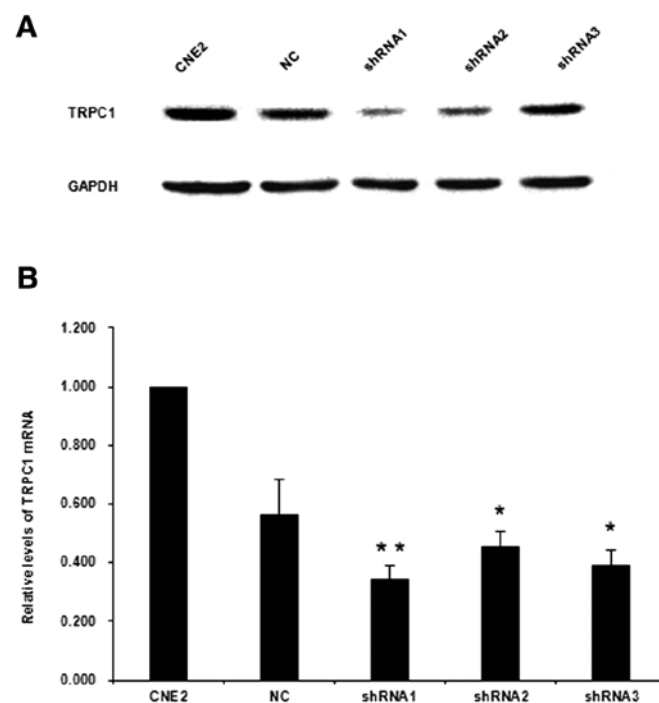 A
CNE2 NC shRNA1 shRNA2 shRNA3
TRPC1
GAPDH
B
Relative levels of TRPC1 mRNA
1.200
1.000
0.800
0.600
0.400
0.200
0.000
* *
*
*
CNE2 NC shRNA1 shRNA2 shRNA3